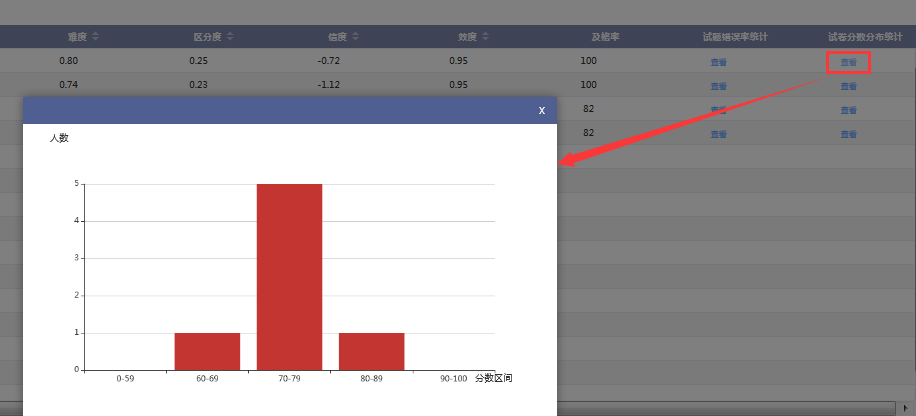 难度 区分度 信度 效度 及格率 试题错误率统计 试卷分数分布统计
0.80 0.25 -0.72 0.95 100 查看 查看
0.74 0.23 -1.12 0.95 100 查看 查看
82 查看 查看
82 查看 查看
X
人数
5
4
3
2
1
0
0-59 60-69 70-79 80-89 90-100 分数区间